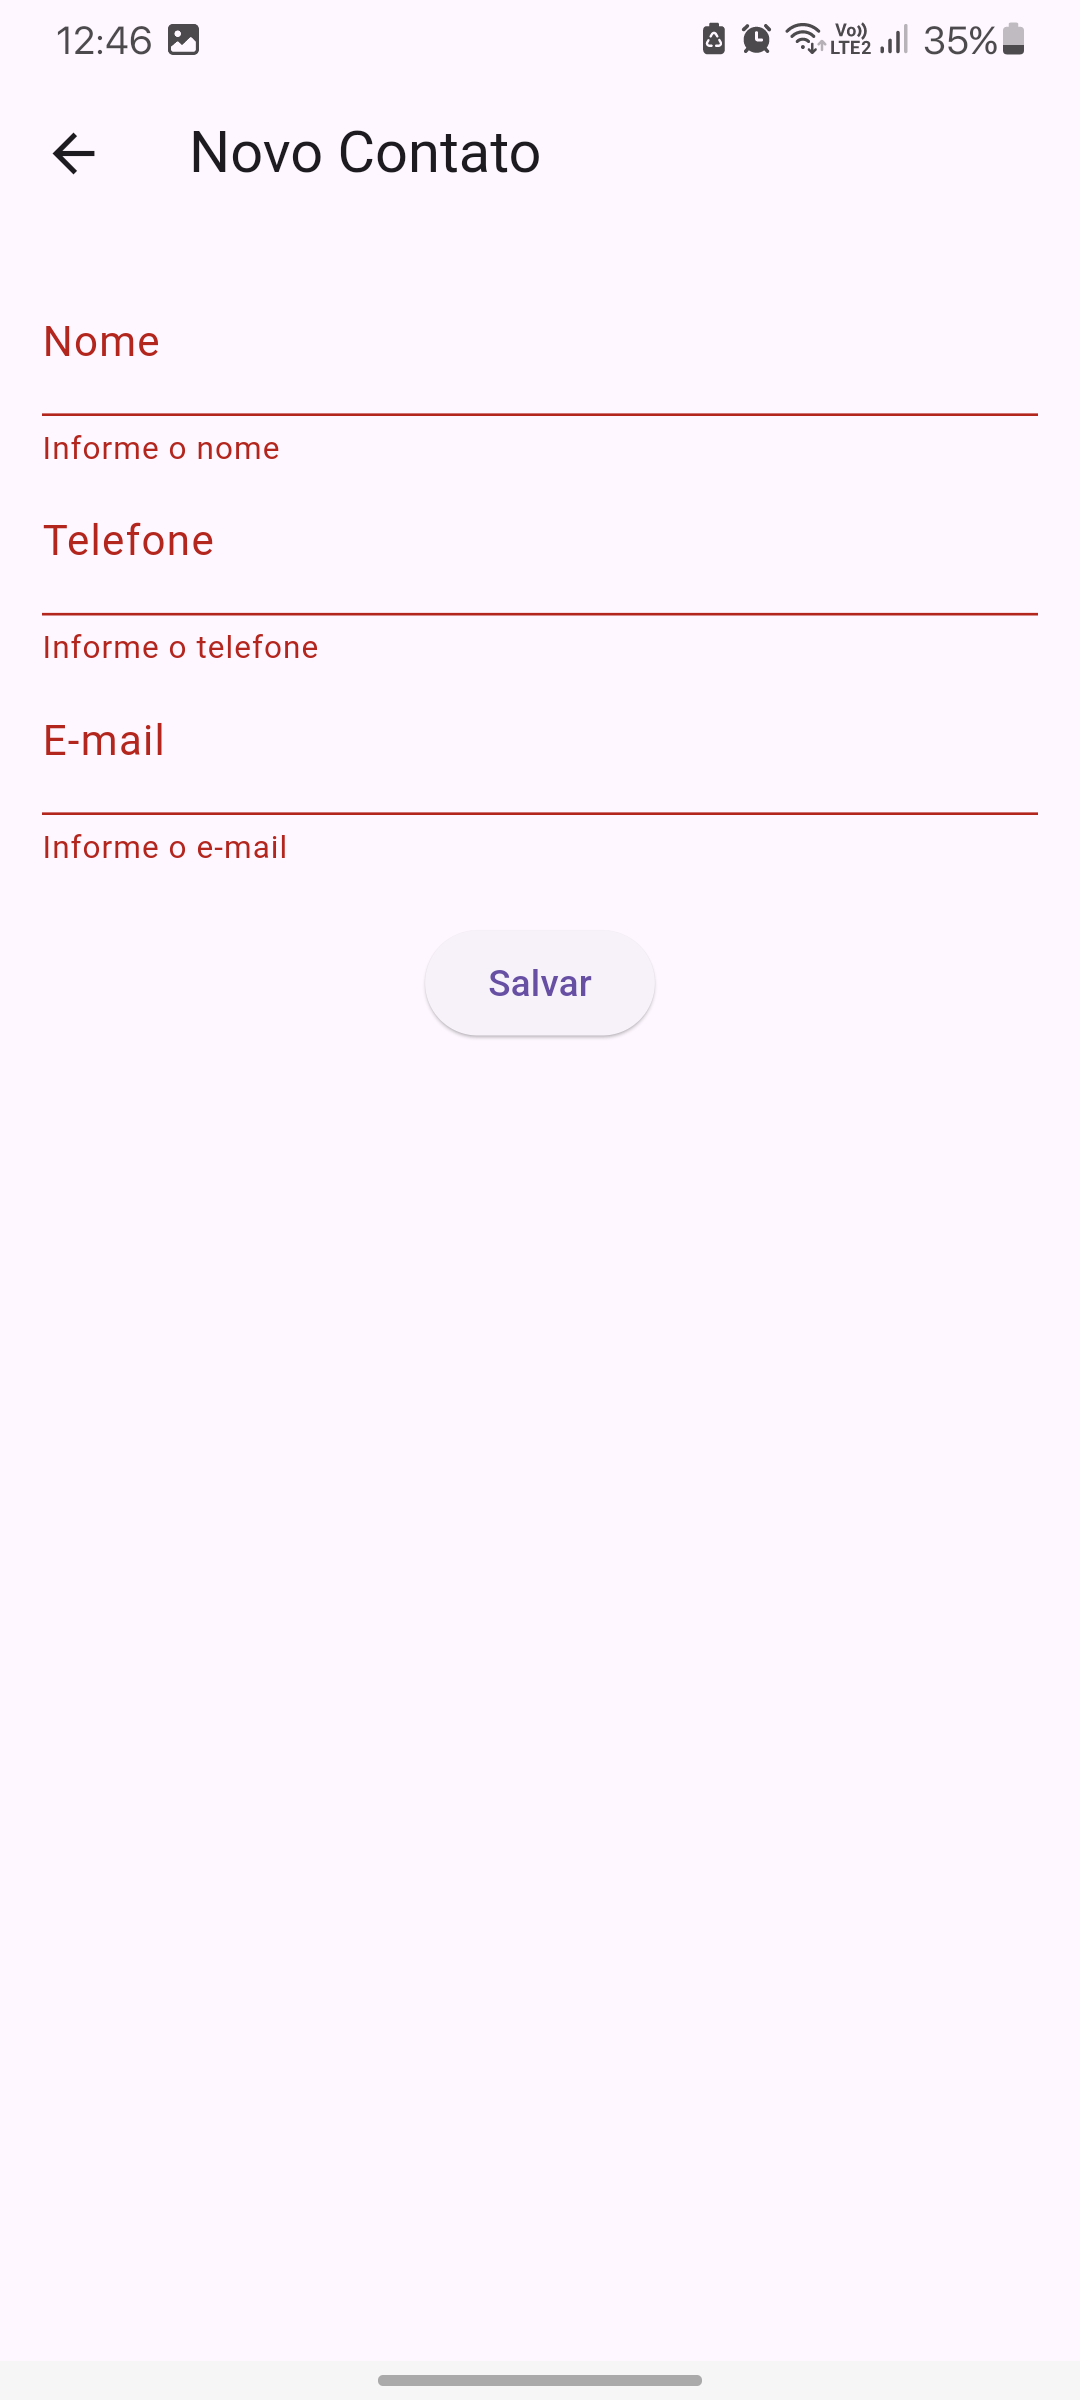 12:46 Vo)) LTE2 35%
Novo Contato
Nome
Informe o nome
Telefone
Informe o telefone
E-mail
Informe o e-mail
Salvar